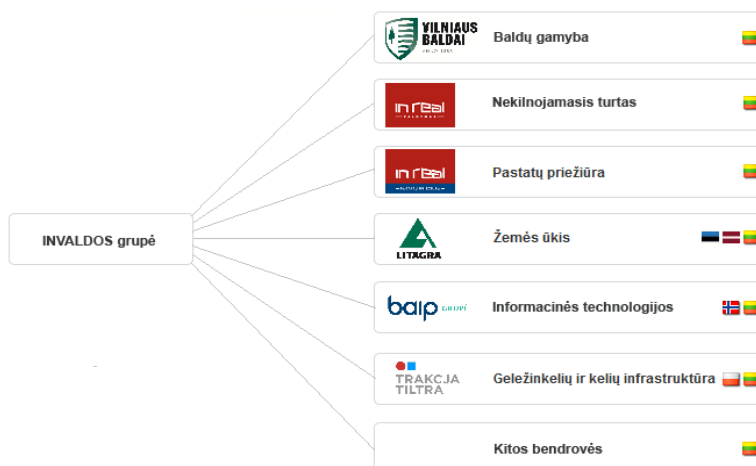 VILNIAUS
BALDAI
Baldų gamyba
in real
Nekilnojamasis turtas
in real
Pastatų priežiūra
INVALDOS grupė
LITAGRA
Žemės ūkis
baip GRUPĖ
Informacinės technologijos
TRAKCJA
TILTRA
Geležinkelių ir kelių infrastruktūra
Kitos bendrovės